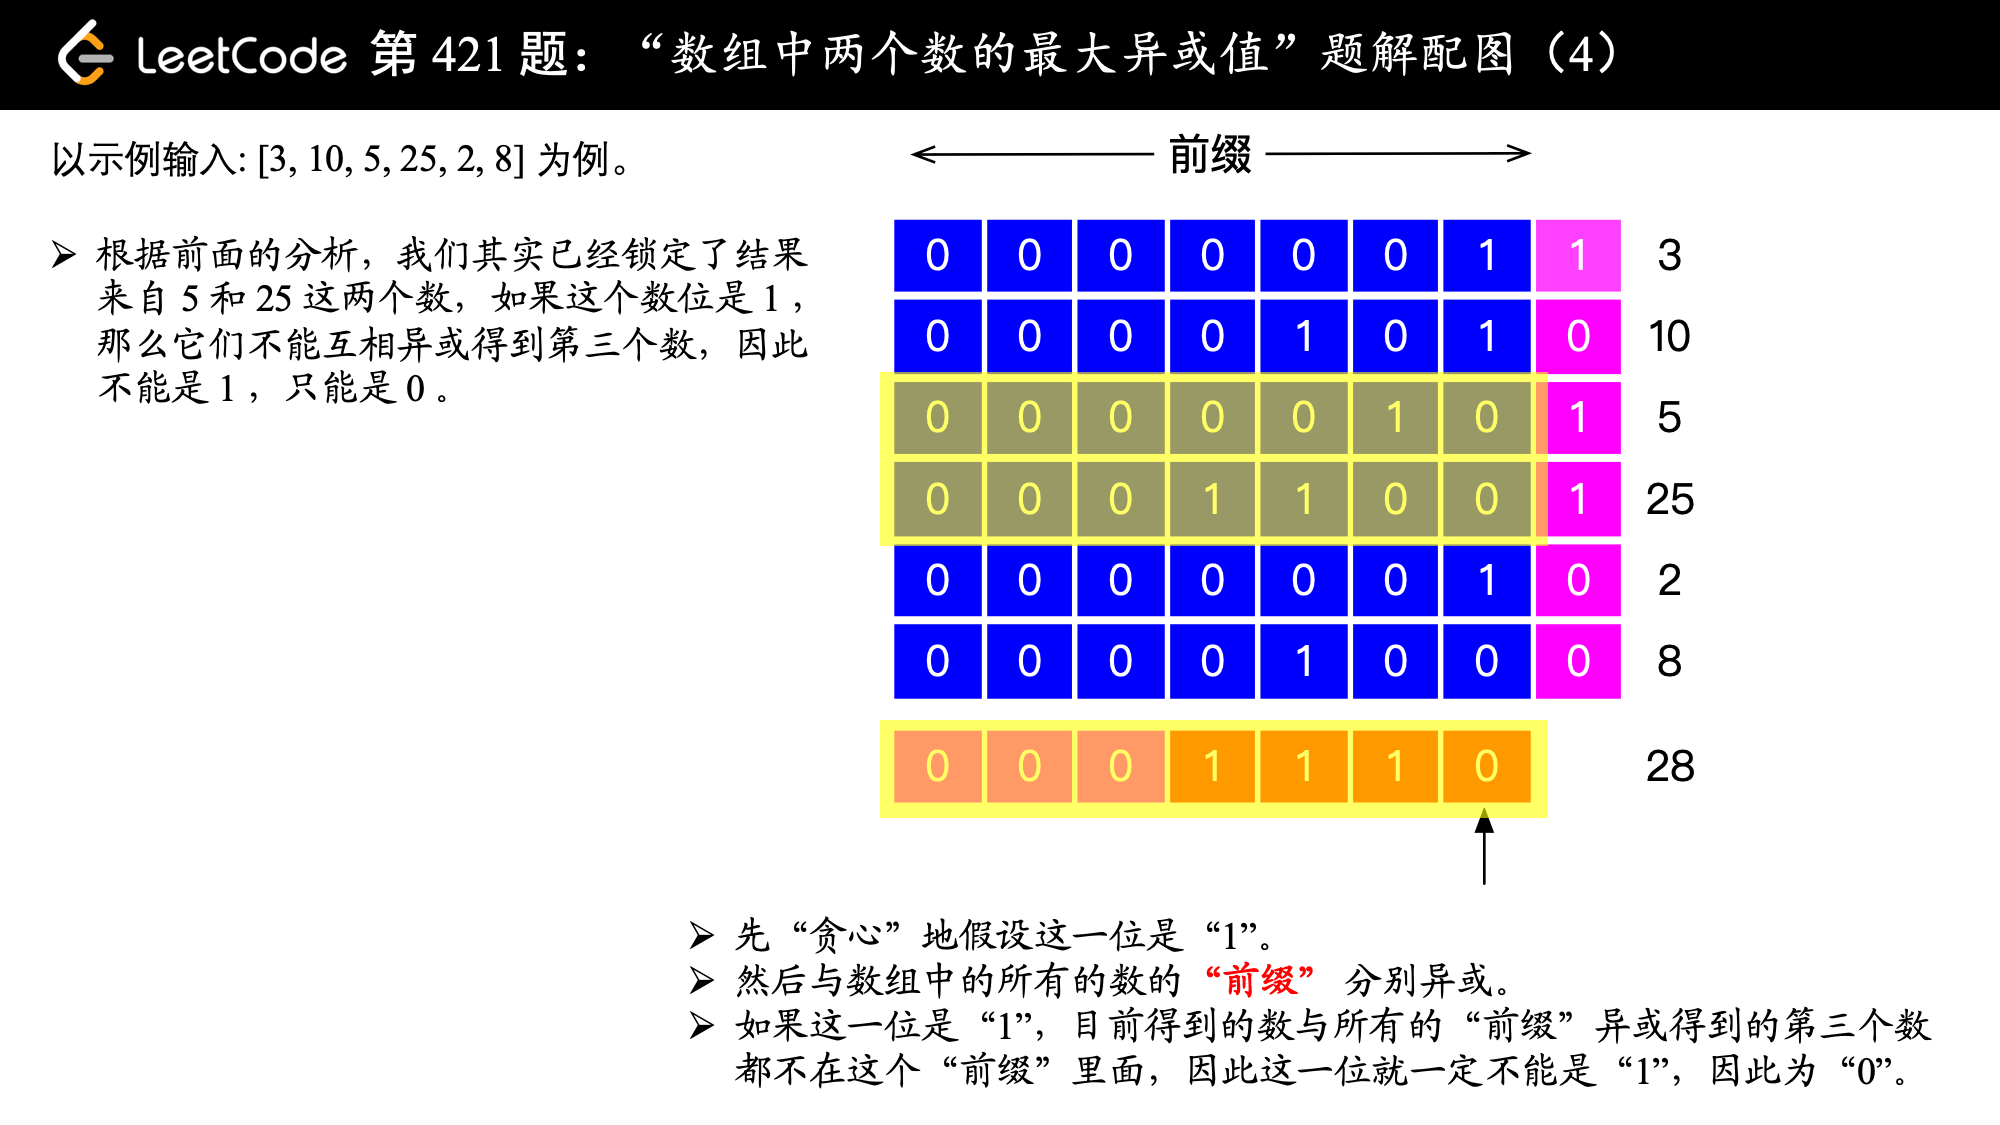 LeetCode 第 421 题：“数组中两个数的最大异或值”题解配图（4）
以示例输入: [3, 10, 5, 25, 2, 8] 为例。
前缀
➢ 根据前面的分析，我们其实已经锁定了结果
来自 5 和 25 这两个数，如果这个数位是 1，
那么它们不能互相异或得到第三个数，因此
不能是 1，只能是 0。
0 0 0 0 0 0 1 1 3
0 0 0 0 1 0 1 0 10
0 0 0 0 0 1 0 1 5
0 0 0 1 1 0 0 1 25
0 0 0 0 0 0 1 0 2
0 0 0 0 1 0 0 0 8
0 0 0 1 1 1 0 28
➢ 先“贪心”地假设这一位是“1”。
➢ 然后与数组中的所有的数的“前缀” 分别异或。
➢ 如果这一位是“1”，目前得到的数与所有的“前缀”异或得到的第三个数
都不在这个“前缀”里面，因此这一位就一定不能是“1”，因此为“0”。